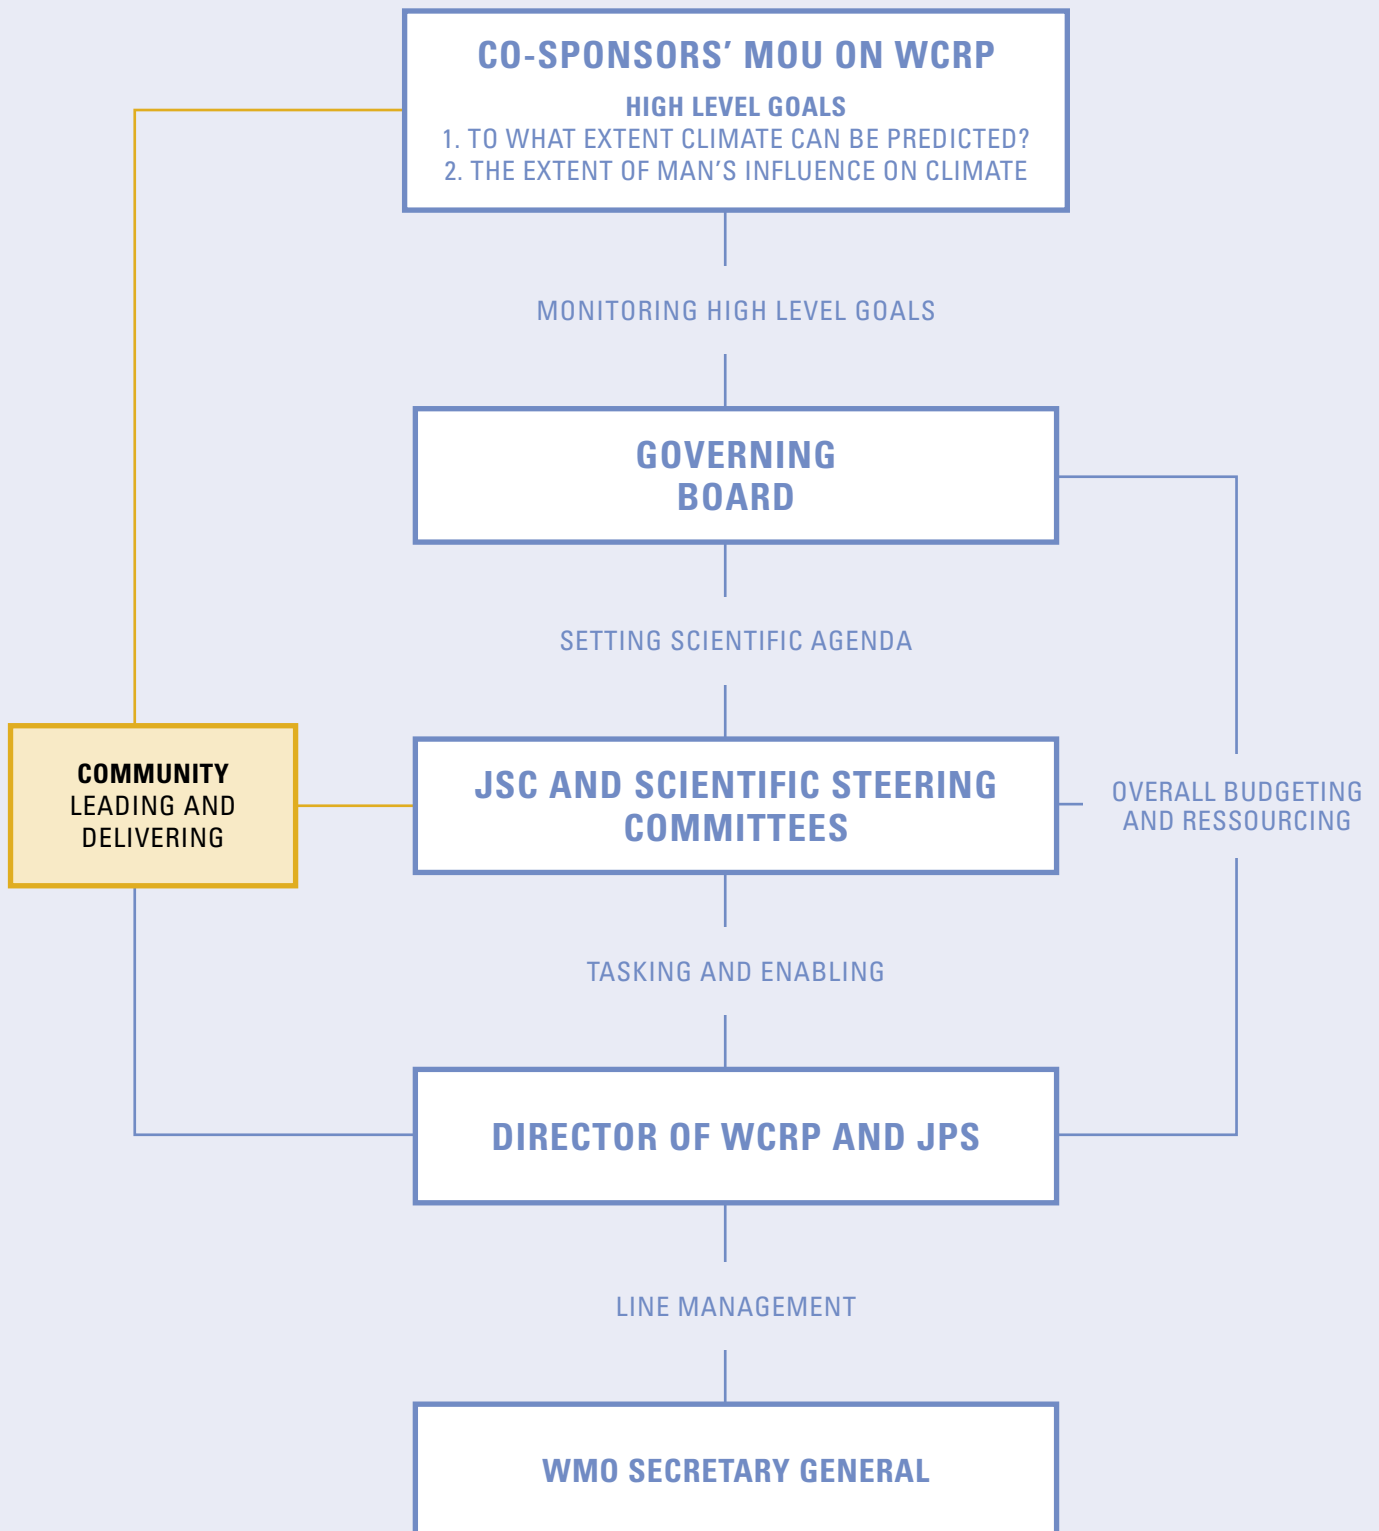 CO-SPONSORS’ MOU ON WCRP
HIGH LEVEL GOALS
1. TO WHAT EXTENT CLIMATE CAN BE PREDICTED?
2. THE EXTENT OF MAN’S INFLUENCE ON CLIMATE
MONITORING HIGH LEVEL GOALS
GOVERNING
BOARD
SETTING SCIENTIFIC AGENDA
COMMUNITY
LEADING AND
DELIVERING
JSC AND SCIENTIFIC STEERING
COMMITTEES
OVERALL BUDGETING
AND RESSOURCING
TASKING AND ENABLING
DIRECTOR OF WCRP AND JPS
LINE MANAGEMENT
WMO SECRETARY GENERAL